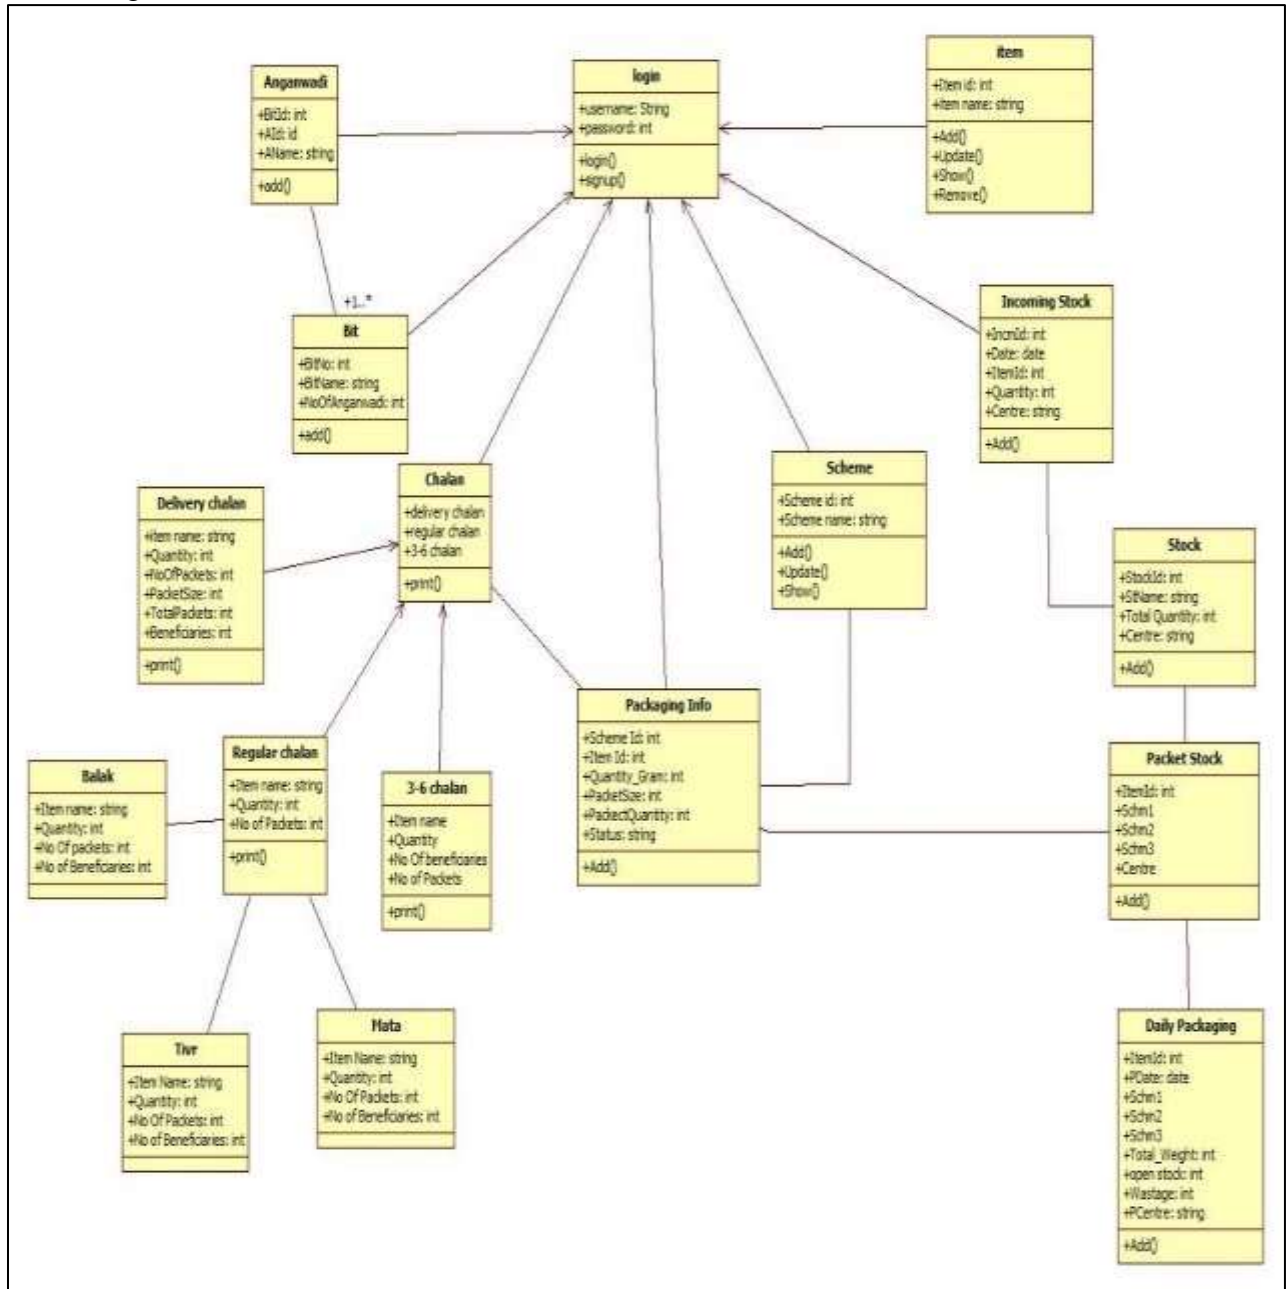 Anganwadi
+BitId: int
+AId: id
+AName: string
+add()
login
+username: String
+password: int
+login()
+signup()
item
+Item id: int
+item name: string
+Add()
+Update()
+Show()
+Remove()
+1..*
Bit
+BitNo: int
+BitName: string
+NoOfAnganwadi: int
+add()
Incoming Stock
+IncmId: int
+Date: date
+ItemId: int
+Quantity: int
+Centre: string
+Add()
Chalan
+delivery chalan
+regular chalan
+3-6 chalan
+print()
Scheme
+Scheme id: int
+Scheme name: string
+Add()
+Update()
+Show()
Delivery chalan
+item name: string
+Quantity: int
+NoOfPackets: int
+PacketSize: int
+TotalPackets: int
+Beneficiaries: int
+print()
Stock
+StockId: int
+StName: string
+Total Quantity: int
+Centre: string
+Add()
Packaging Info
+Scheme Id: int
+Item Id: int
+Quantity_Gram: int
+PacketSize: int
+PackectQuantity: int
+Status: string
+Add()
Regular chalan
+Item name: string
+Quantity: int
+No of Packets: int
+print()
Packet Stock
+ItemId: int
+Schm1
+Schm2
+Schm3
+Centre
+Add()
Balak
+Item name: string
+Quantity: int
+No Of packets: int
+No of Beneficiaries: int
3-6 chalan
+Item name
+Quantity
+No Of beneficiaries
+No of Packets
+print()
Mata
+Item Name: string
+Quantity: int
+No Of Packets: int
+No of Beneficiaries: int
Tivr
+Item Name: string
+Quantity: int
+No Of Packets: int
+No of Beneficiaries: int
Daily Packaging
+ItemId: int
+PDate: date
+Schm1
+Schm2
+Schm3
+Total_Weight: int
+open stock: int
+Wastage: int
+PCentre: string
+Add()